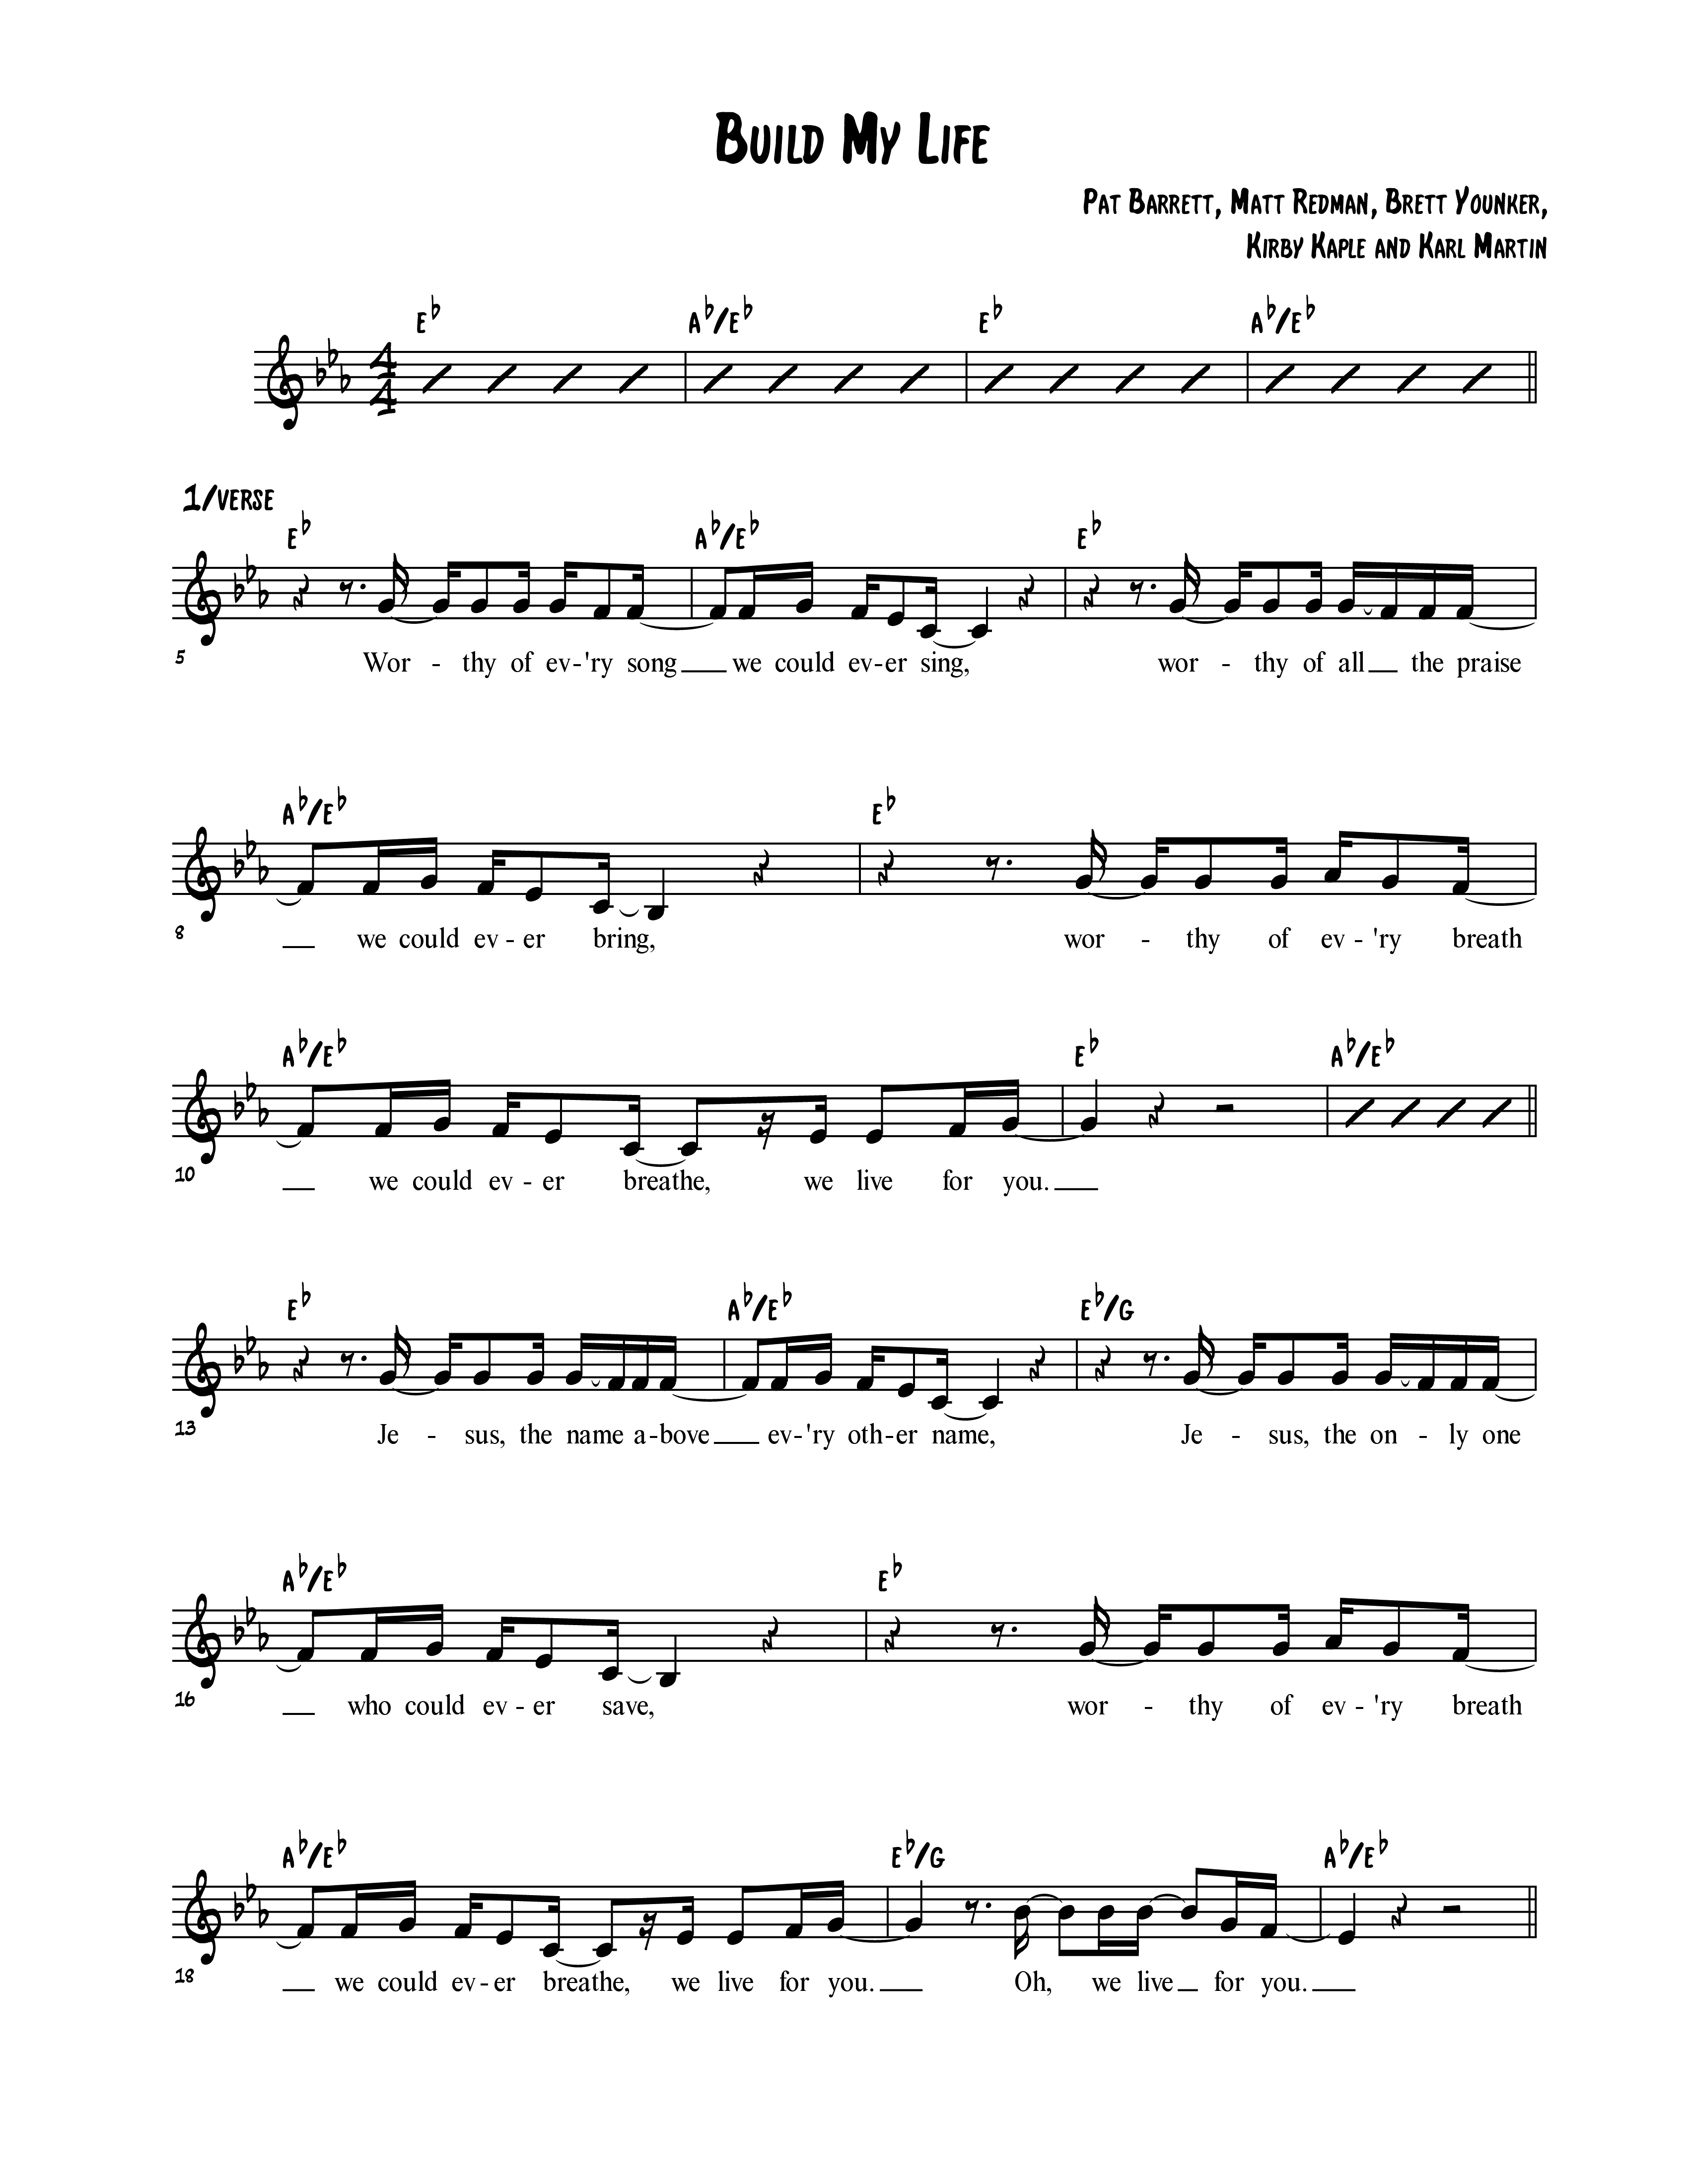 Build My Life
Pat Barrett, Matt Redman, Brett Younker,
Kirby Kaple and Karl Martin
E♭ A♭/E♭ E♭ A♭/E♭
4
4
1/verse
E♭ A♭/E♭ E♭
5 Wor - thy of ev-'ry song we could ev-er sing, wor - thy of all the praise
A♭/E♭ E♭
8 we could ev - er bring, wor - thy of ev - 'ry breath
A♭/E♭ E♭ A♭/E♭
10 we could ev - er breathe, we live for you.
E♭ A♭/E♭ E♭/G
13 Je - sus, the name a-bove ev-'ry oth-er name, Je - sus, the on - ly one
A♭/E♭ E♭
16 who could ev - er save, wor - thy of ev - 'ry breath
A♭/E♭ E♭/G A♭/E♭
18 we could ev-er breathe, we live for you. Oh, we live for you.